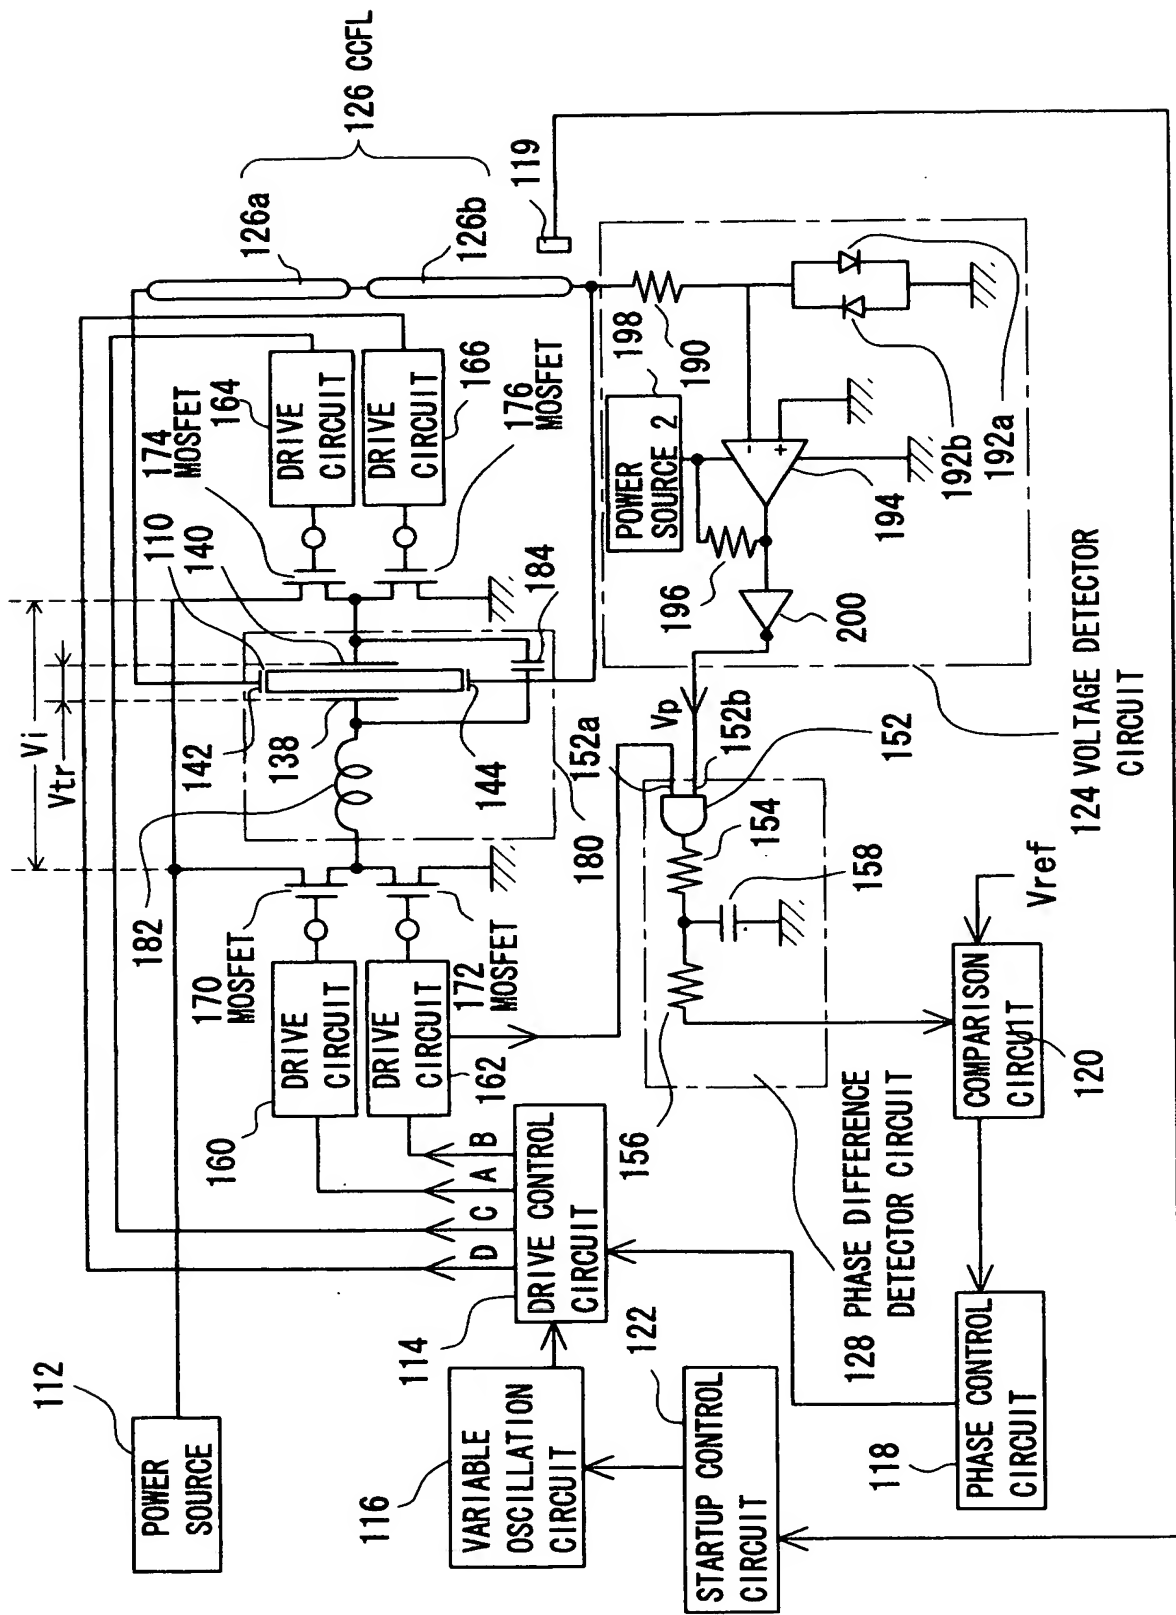 112
POWER
SOURCE
116
VARIABLE
OSCILLATION
CIRCUIT
STARTUP CONTROL
CIRCUIT
122
114
DRIVE CONTROL
CIRCUIT
D
C
A
B
118
PHASE CONTROL
CIRCUIT
128 PHASE DIFFERENCE
DETECTOR CIRCUIT
COMPARISON
CIRCUIT
120
Vref
160
DRIVE
CIRCUIT
DRIVE
CIRCUIT
162
170
MOSFET
172
MOSFET
182
Vi
Vtr
142
138
144
180
110
140
184
174
MOSFET
164
DRIVE
CIRCUIT
DRIVE
CIRCUIT
166
176
MOSFET
156
158
154
152
152a
152b
Vp
126a
126b
126 CCFL
119
POWER
SOURCE 2
198
190
-
+
196
194
200
192b
192a
124 VOLTAGE DETECTOR
CIRCUIT